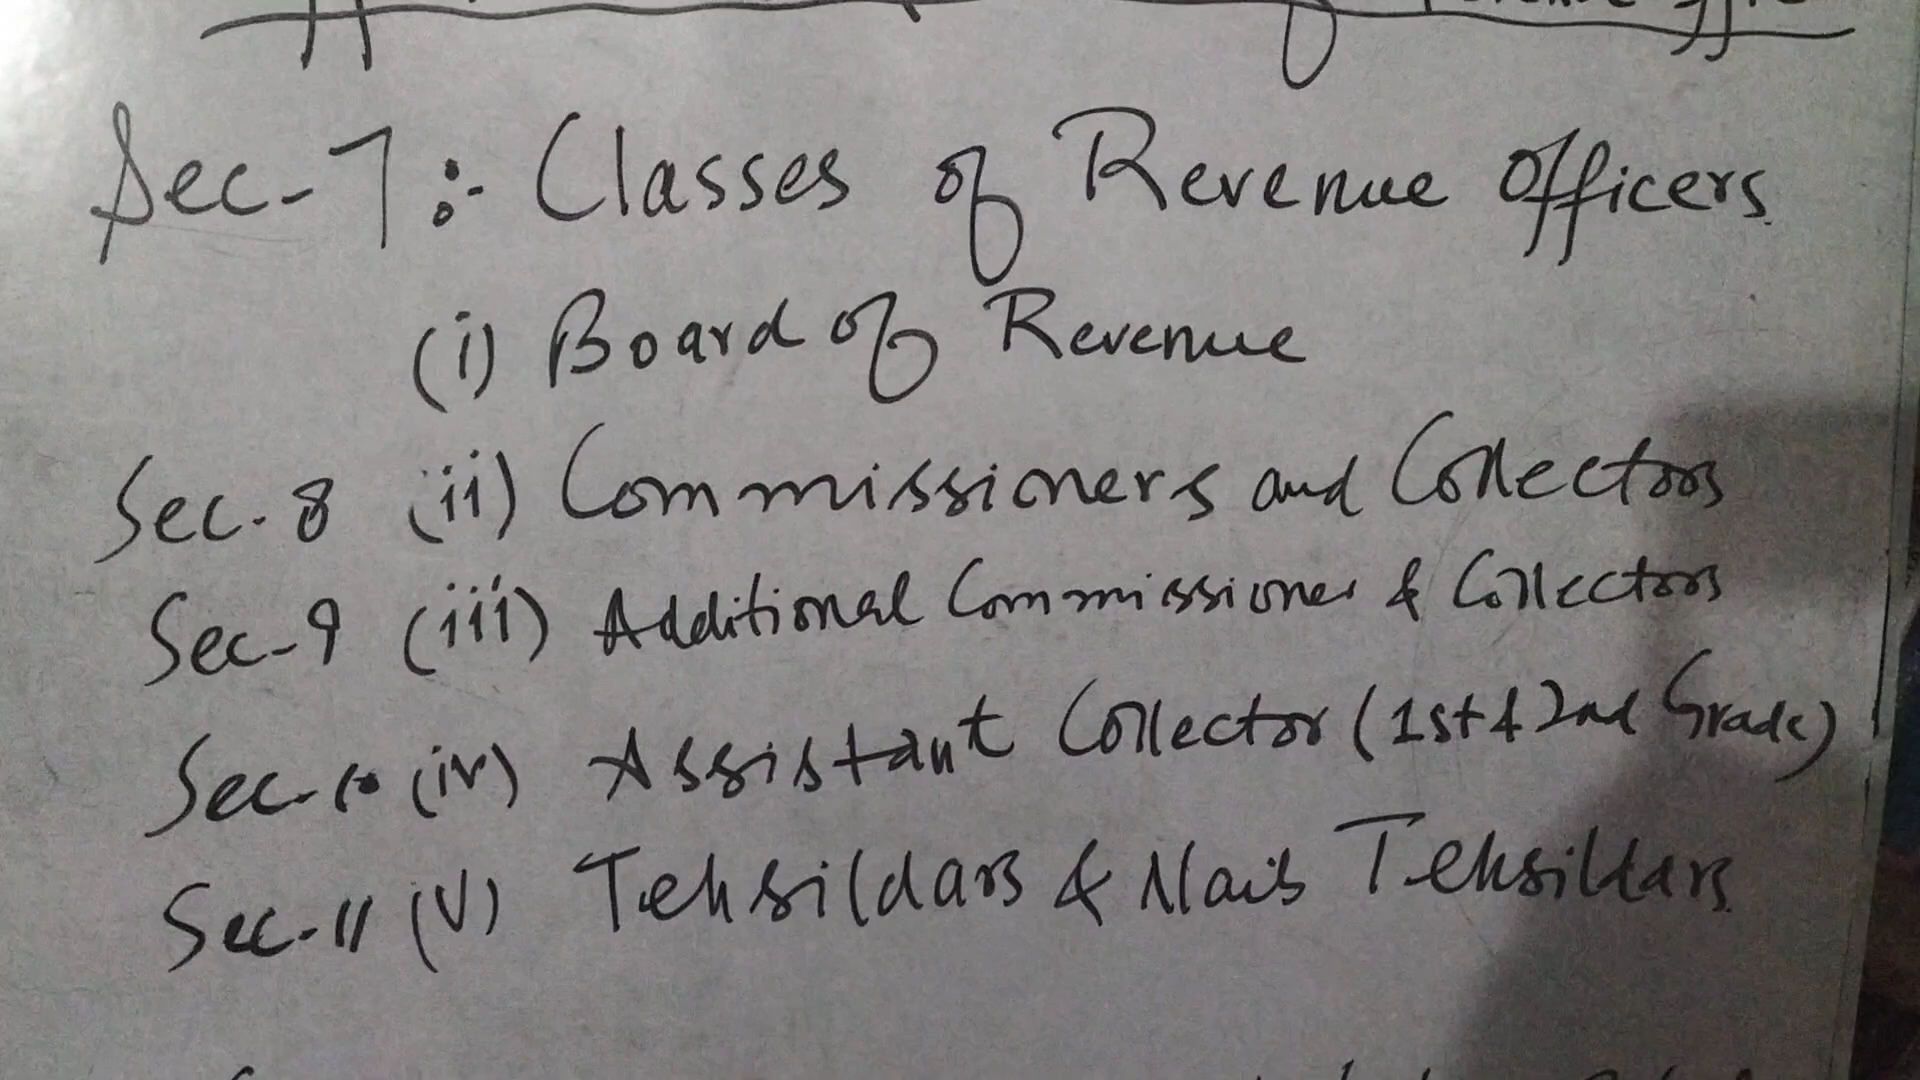 Sec-7:- Classes of Revenue Officers
(i) Board of Revenue
Sec. 8 (ii) Commissioners and Collectors
Sec-9 (iii) Additional Commissioner & Collectors
Sec-10 (iv) Assistant Collector (1st & 2nd Grade)
Sec-11 (v) Tehsildars & Naib Tehsildars